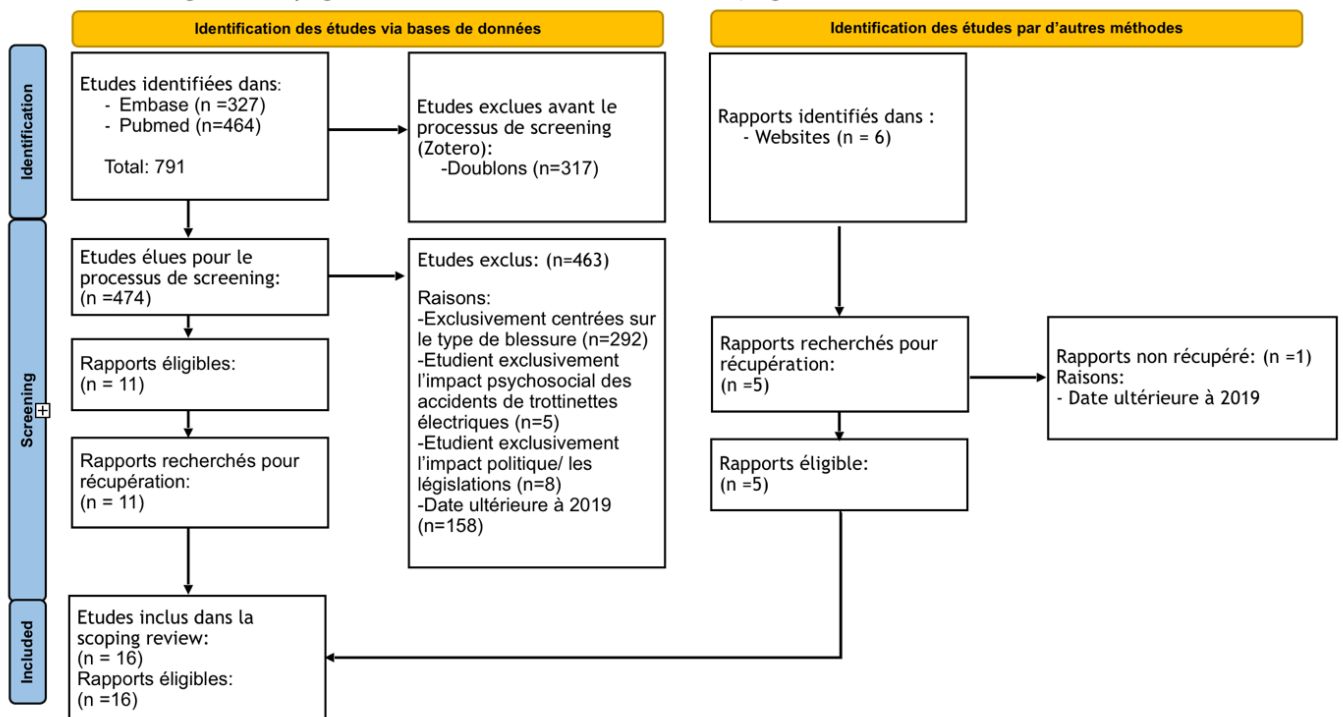 Identification des études via bases de données
Identification des études par d'autres méthodes
Identification
Etudes identifiées dans:
- Embase (n =327)
- Pubmed (n=464)
Total: 791
Etudes exclues avant le
processus de screening
(Zotero):
-Doublons (n=317)
Rapports identifiés dans :
- Websites (n = 6)
Screening
Etudes élues pour le
processus de screening:
(n =474)
Etudes exclus: (n=463)
Raisons:
-Exclusivement centrées sur
le type de blessure (n=292)
-Etudient exclusivement
l'impact psychosocial des
accidents de trottinettes
électriques (n=5)
-Etudient exclusivement
l'impact politique/ les
législations (n=8)
-Date ultérieure à 2019
(n=158)
Rapports éligibles:
(n = 11)
Rapports recherchés pour
récupération:
(n = 11)
Rapports recherchés pour
récupération:
(n =5)
Rapports non récupéré: (n =1)
Raisons:
- Date ultérieure à 2019
Rapports éligible:
(n =5)
Included
Etudes inclus dans la
scoping review:
(n = 16)
Rapports éligibles:
(n =16)